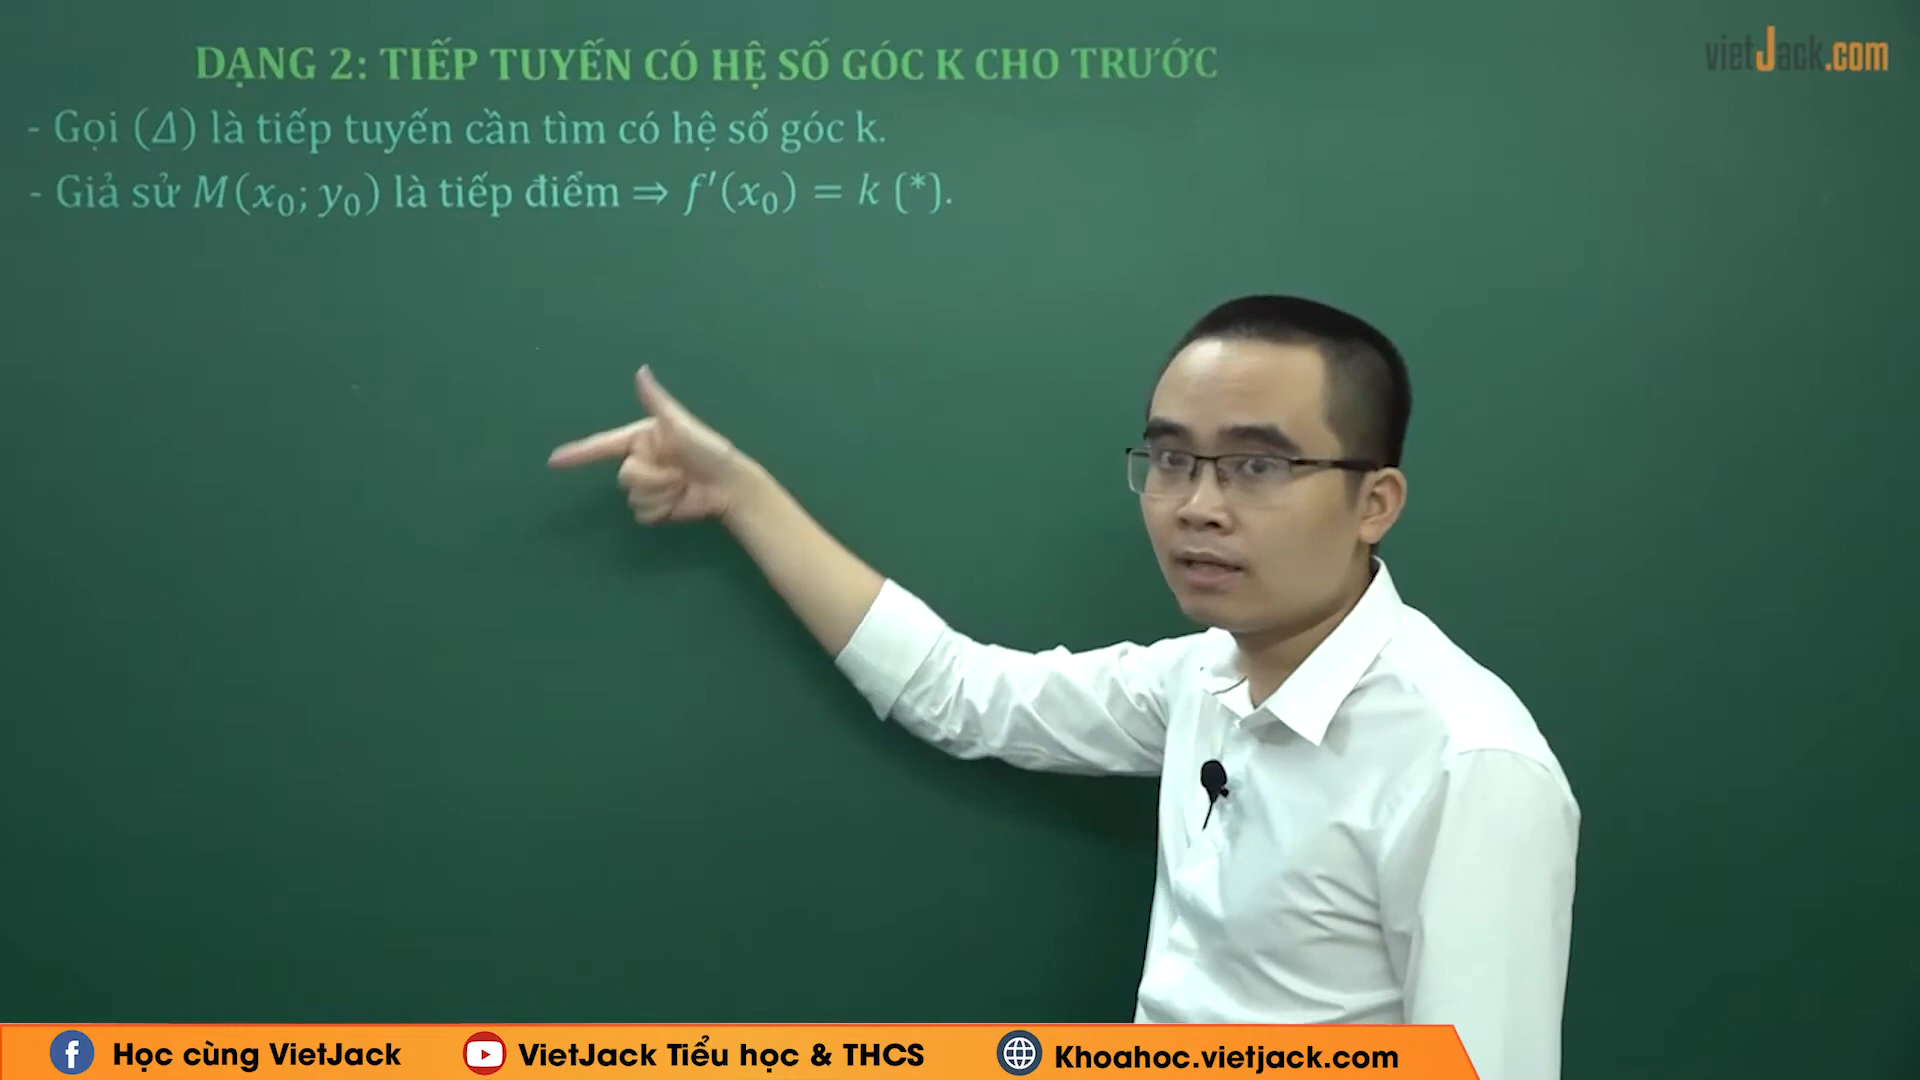 vietJack.com
DẠNG 2: TIẾP TUYẾN CÓ HỆ SỐ GÓC K CHO TRƯỚC
- Gọi (Δ) là tiếp tuyến cần tìm có hệ số góc k.
- Giả sử M(x₀; y₀) là tiếp điểm ⇒ f′(x₀) = k (*).
Học cùng VietJack
VietJack Tiểu học & THCS
Khoahoc.vietjack.com